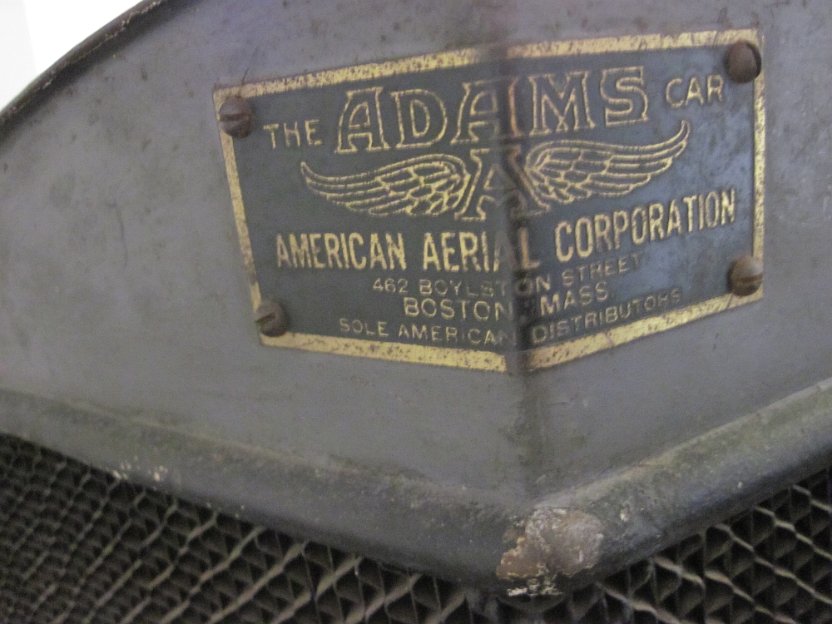 THE ADAMS CAR
A
AMERICAN AERIAL CORPORATION
462 BOYLSTON STREET
BOSTON, MASS
SOLE AMERICAN DISTRIBUTORS